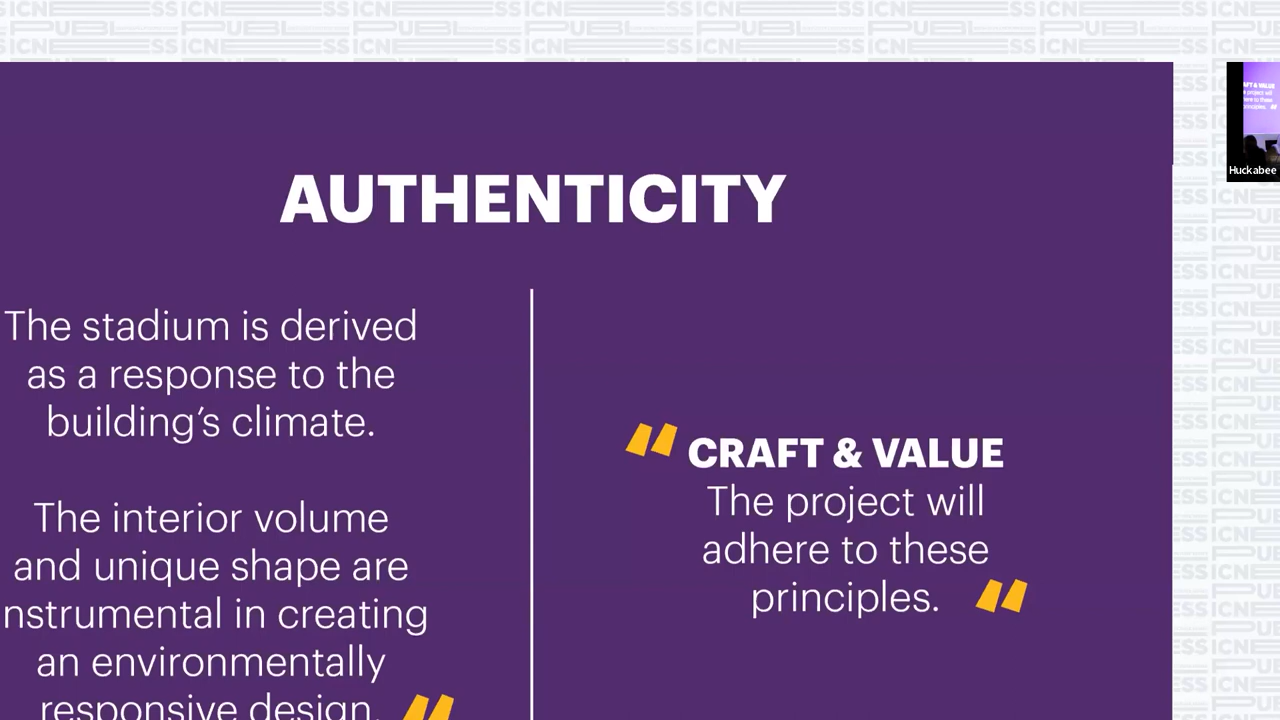 AUTHENTICITY
The stadium is derived
as a response to the
building's climate.
The interior volume
and unique shape are
nstrumental in creating
an environmentally
responsive design.
“ CRAFT & VALUE
The project will
adhere to these
principles. “
Huckabee